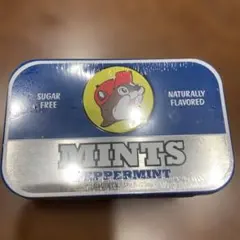 SUGAR
FREE
NATURALLY
FLAVORED
MINTS
PEPPERMINT